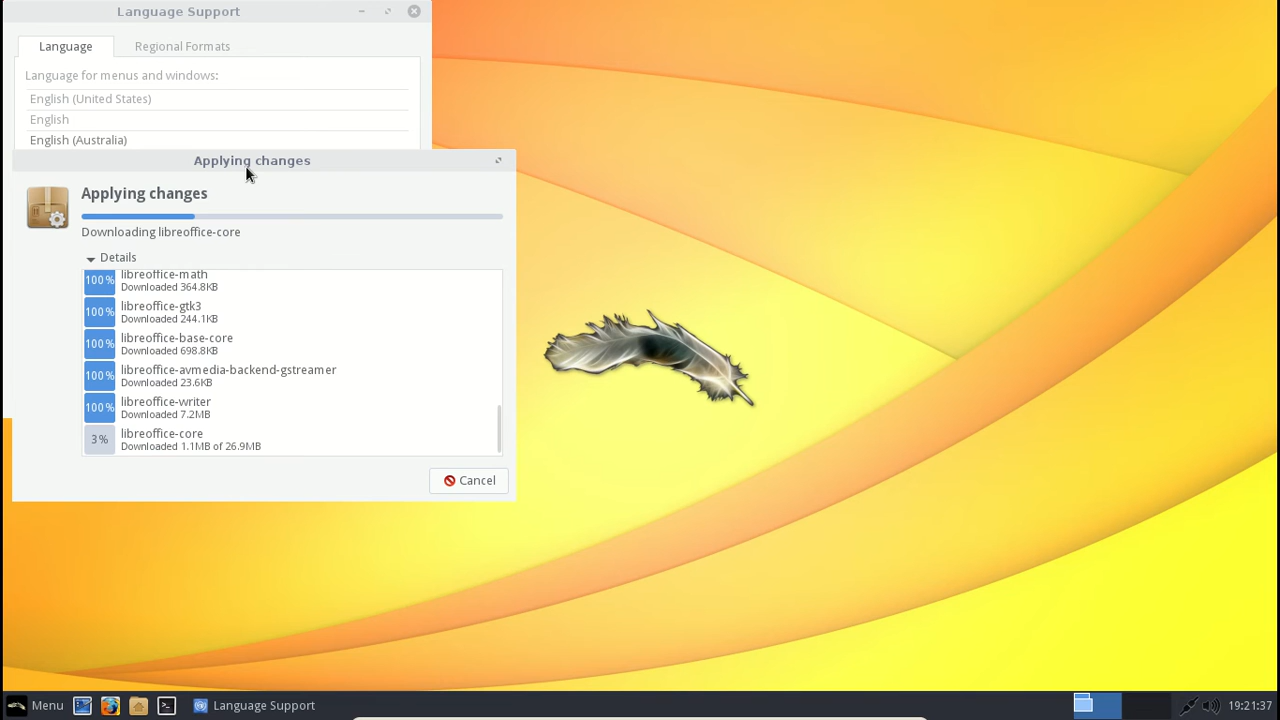 Language Support
Language
Regional Formats
Language for menus and windows:
English (United States)
English
English (Australia)
Applying changes
Applying changes
Downloading libreoffice-core
Details
100%
libreoffice-math
Downloaded 364.8KB
100%
libreoffice-gtk3
Downloaded 244.1KB
100%
libreoffice-base-core
Downloaded 698.8KB
100%
libreoffice-avmedia-backend-gstreamer
Downloaded 23.6KB
100%
libreoffice-writer
Downloaded 7.2MB
3%
libreoffice-core
Downloaded 1.1MB of 26.9MB
Cancel
Menu
Language Support
19:21:37